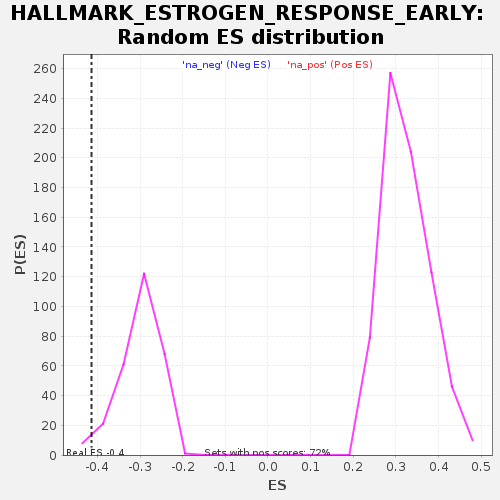 HALLMARK_ESTROGEN_RESPONSE_EARLY:
Random ES distribution
'na_neg' (Neg ES) 'na_pos' (Pos ES)
260
240
220
200
180
160
140
120
100
80
60
40
20
0
P(ES)
Real ES -0.4
Sets with pos scores: 72%
-0.4 -0.3 -0.2 -0.1 0.0 0.1 0.2 0.3 0.4 0.5
ES